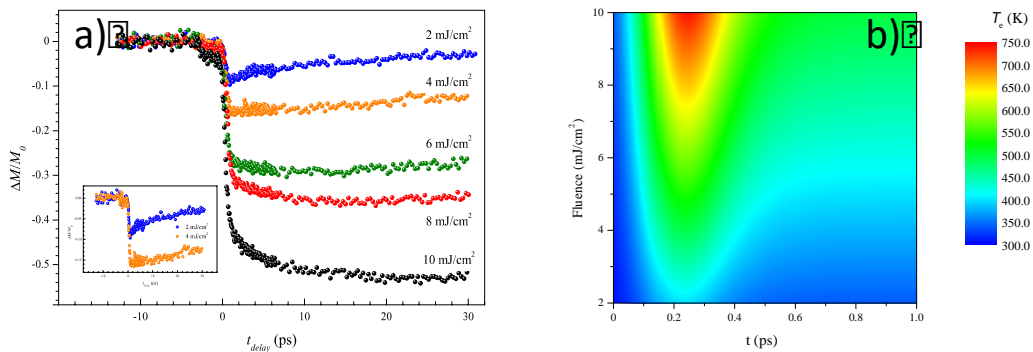 a)
0
-0.1
-0.2
-0.3
-0.4
-0.5
ΔM/M₀
-10
0
10
20
30
t_delay (ps)
2 mJ/cm²
4 mJ/cm²
6 mJ/cm²
8 mJ/cm²
10 mJ/cm²
2 mJ/cm²
4 mJ/cm²
b)
10
8
6
4
2
Fluence (mJ/cm²)
0
0.2
0.4
0.6
0.8
1.0
t (ps)
Tₑ (K)
750.0
700.0
650.0
600.0
550.0
500.0
450.0
400.0
350.0
300.0